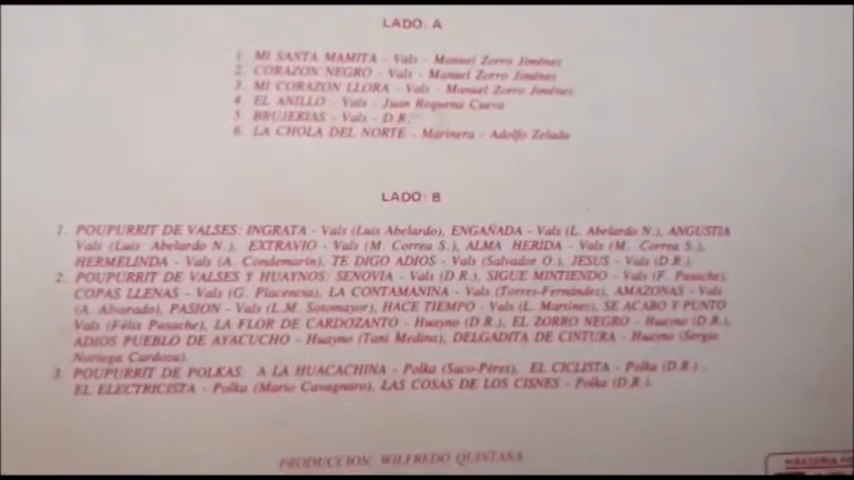 LADO: A
1. MI SANTA MAMITA - Vals - Manuel Zorro Jiménez
2. CORAZON NEGRO - Vals - Manuel Zorro Jiménez
3. MI CORAZON LLORA - Vals - Manuel Zorro Jiménez
4. EL ANILLO - Vals - Juan Requena Cueva
5. BRUJERIAS - Vals - D.R.
6. LA CHOLA DEL NORTE - Marinera - Adolfo Zelada
LADO: B
1. POUPURRIT DE VALSES: INGRATA - Vals (Luis Abelardo), ENGAÑADA - Vals (L. Abelardo N.), ANGUSTIA
Vals (Luis Abelardo N.), EXTRAVIO - Vals (M. Correa S.), ALMA HERIDA - Vals (M. Correa S.),
HERMELINDA - Vals (A. Condemarín), TE DIGO ADIOS - Vals (Salvador O.), JESUS - Vals (D.R.).
2. POUPURRIT DE VALSES Y HUAYNOS: SENOVIA - Vals (D.R.), SIGUE MINTIENDO - Vals (F. Pasache),
COPAS LLENAS - Vals (G. Placencia), LA CONTAMANINA - Vals (Torres-Fernández), AMAZONAS - Vals
(A. Alvarado), PASION - Vals (L.M. Sotomayor), HACE TIEMPO - Vals (L. Martínez), SE ACABO Y PUNTO
Vals (Félix Pasache), LA FLOR DE CARDOZANTO - Huayno (D.R.), EL ZORRO NEGRO - Huayno (D.R.),
ADIOS PUEBLO DE AYACUCHO - Huayno (Tani Medina), DELGADITA DE CINTURA - Huayno (Sergio
Noriega Cardoza).
3. POUPURRIT DE POLKAS: A LA HUACACHINA - Polka (Saco-Péres), EL CICLISTA - Polka (D.R.) -
EL ELECTRICISTA - Polka (Mario Cavagnaro), LAS COSAS DE LOS CISNES - Polka (D.R.).
PRODUCCION: WILFREDO QUINTANA